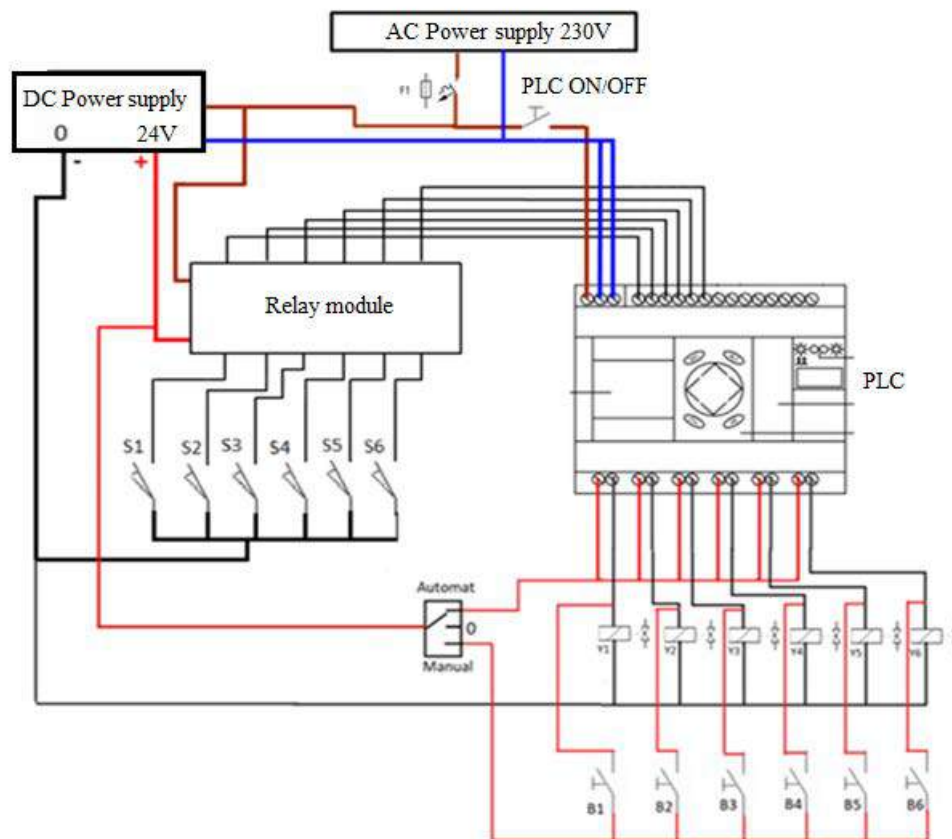 AC Power supply 230V
DC Power supply
0 24V
- +
F1
PLC ON/OFF
Relay module
PLC
S1 S2 S3 S4 S5 S6
Automat
0
Manual
Y1 Y2 Y3 Y4 Y5 Y6
B1 B2 B3 B4 B5 B6